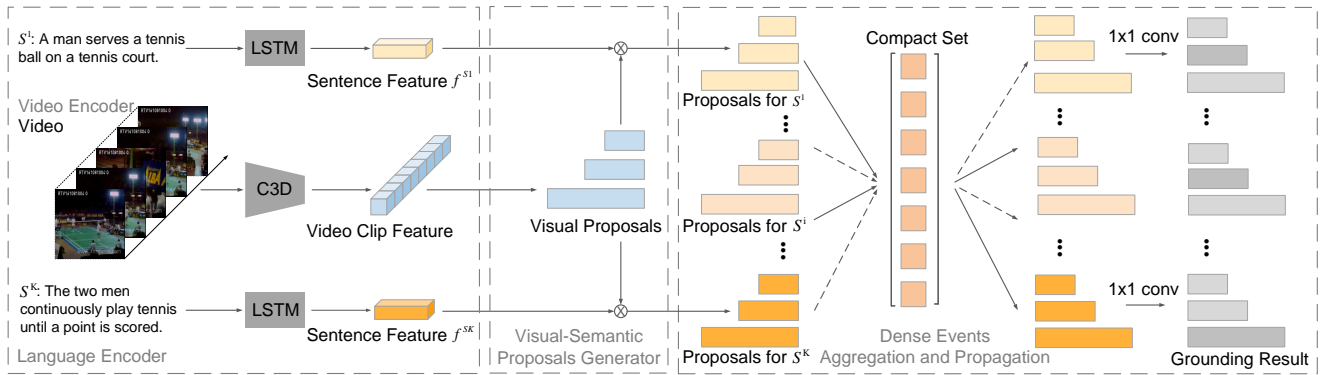 S¹: A man serves a tennis
ball on a tennis court.
LSTM
Sentence Feature f^{S1}
Video Encoder
Video
C3D
Video Clip Feature
S^K: The two men
continuously play tennis
until a point is scored.
LSTM
Sentence Feature f^{SK}
Language Encoder
Visual Proposals
Visual-Semantic
Proposals Generator
Proposals for S¹
Proposals for S^i
Proposals for S^K
Compact Set
1x1 conv
1x1 conv
Dense Events
Aggregation and Propagation
Grounding Result